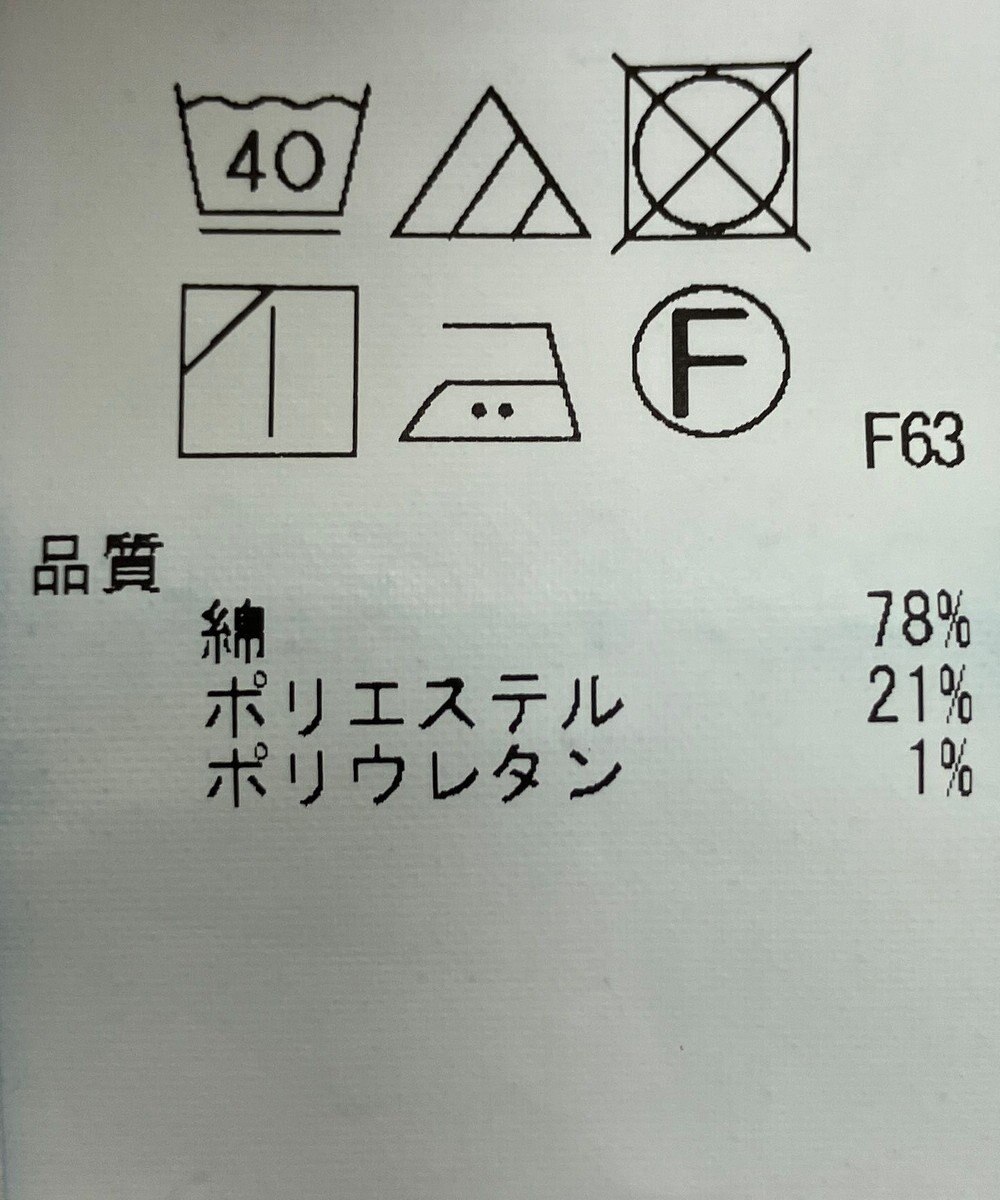 40
F
F63
品質
綿 78%
ポリエステル 21%
ポリウレタン 1%